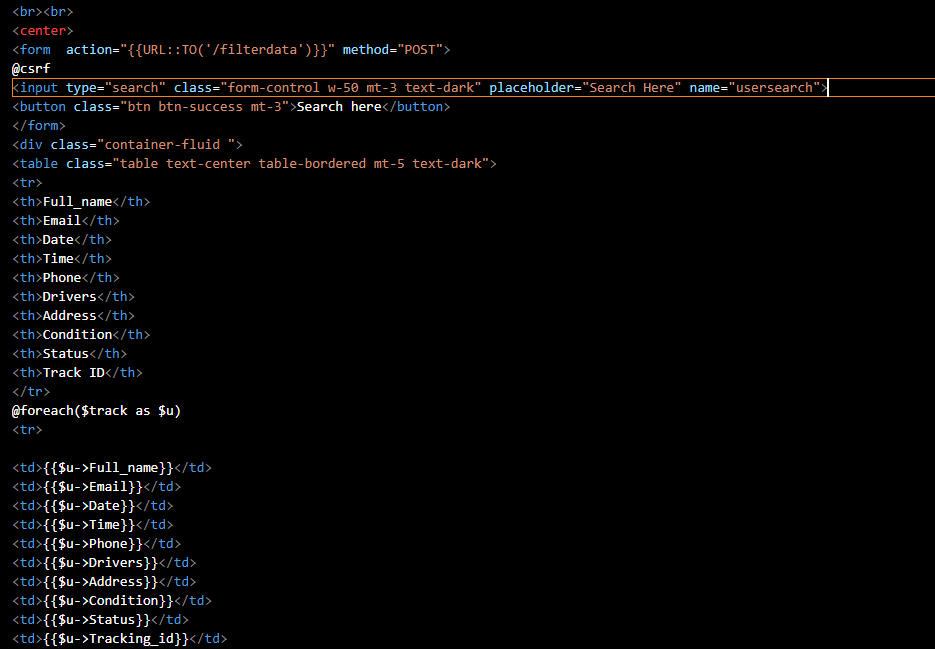 <br><br>
<center>
<form  action="{{URL::TO('/filterdata')}}" method="POST">
@csrf
<input type="search" class="form-control w-50 mt-3 text-dark" placeholder="Search Here" name="usersearch">
<button class="btn btn-success mt-3">Search here</button>
</form>
<div class="container-fluid ">
<table class="table text-center table-bordered mt-5 text-dark">
<tr>
<th>Full_name</th>
<th>Email</th>
<th>Date</th>
<th>Time</th>
<th>Phone</th>
<th>Drivers</th>
<th>Address</th>
<th>Condition</th>
<th>Status</th>
<th>Track ID</th>
</tr>
@foreach($track as $u)
<tr>

<td>{{$u->Full_name}}</td>
<td>{{$u->Email}}</td>
<td>{{$u->Date}}</td>
<td>{{$u->Time}}</td>
<td>{{$u->Phone}}</td>
<td>{{$u->Drivers}}</td>
<td>{{$u->Address}}</td>
<td>{{$u->Condition}}</td>
<td>{{$u->Status}}</td>
<td>{{$u->Tracking_id}}</td>